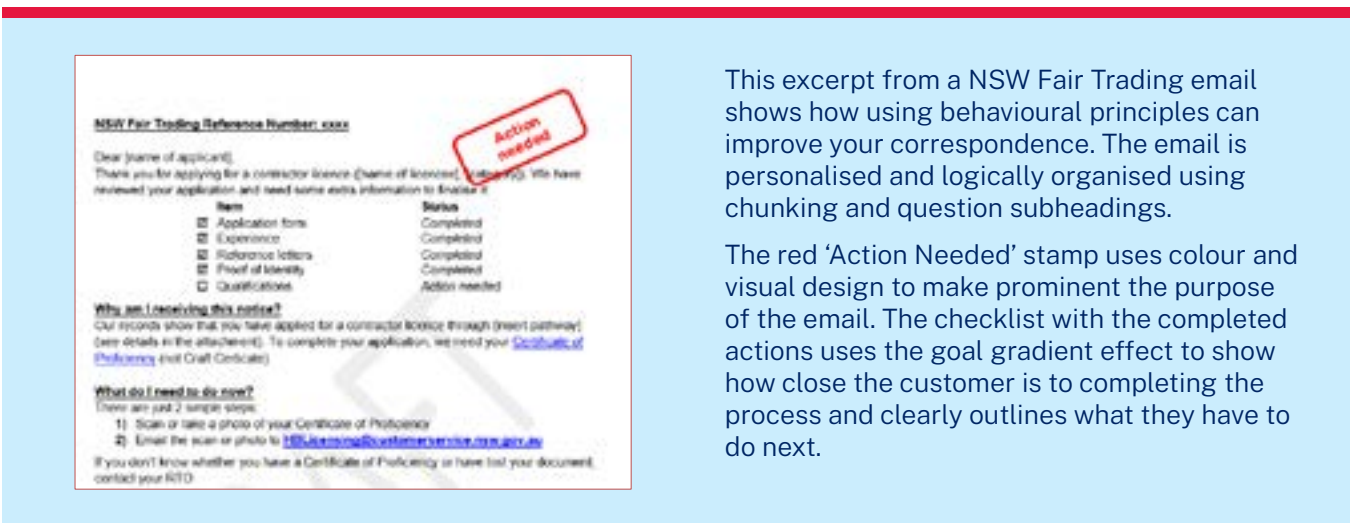 NSW Fair Trading Reference Number: xxxx
Action
needed
Dear [name of applicant],
Thank you for applying for a contractor licence ([name of licence], We have
reviewed your application and need some extra information to finalise it
Item Status
Application form Completed
Experience Completed
Reference letters Completed
Proof of Identity Completed
Qualifications Action needed
Why am I receiving this notice?
Our records show that you have applied for a contractor licence through [insert pathway]
(see details in the attachment). To complete your application, we need your Certificate of
Proficiency (not Craft
What do I need to do now?
There are just 2 simple steps:
1) Scan or take a photo of your Certificate of Proficiency
2) Email the scan or photo to HBLicensing@customerservice.nsw.gov.au
If you don't know whether you have a Certificate of Proficiency or have lost your document,
contact your RTO
This excerpt from a NSW Fair Trading email
shows how using behavioural principles can
improve your correspondence. The email is
personalised and logically organised using
chunking and question subheadings.
The red ‘Action Needed’ stamp uses colour and
visual design to make prominent the purpose
of the email. The checklist with the completed
actions uses the goal gradient effect to show
how close the customer is to completing the
process and clearly outlines what they have to
do next.